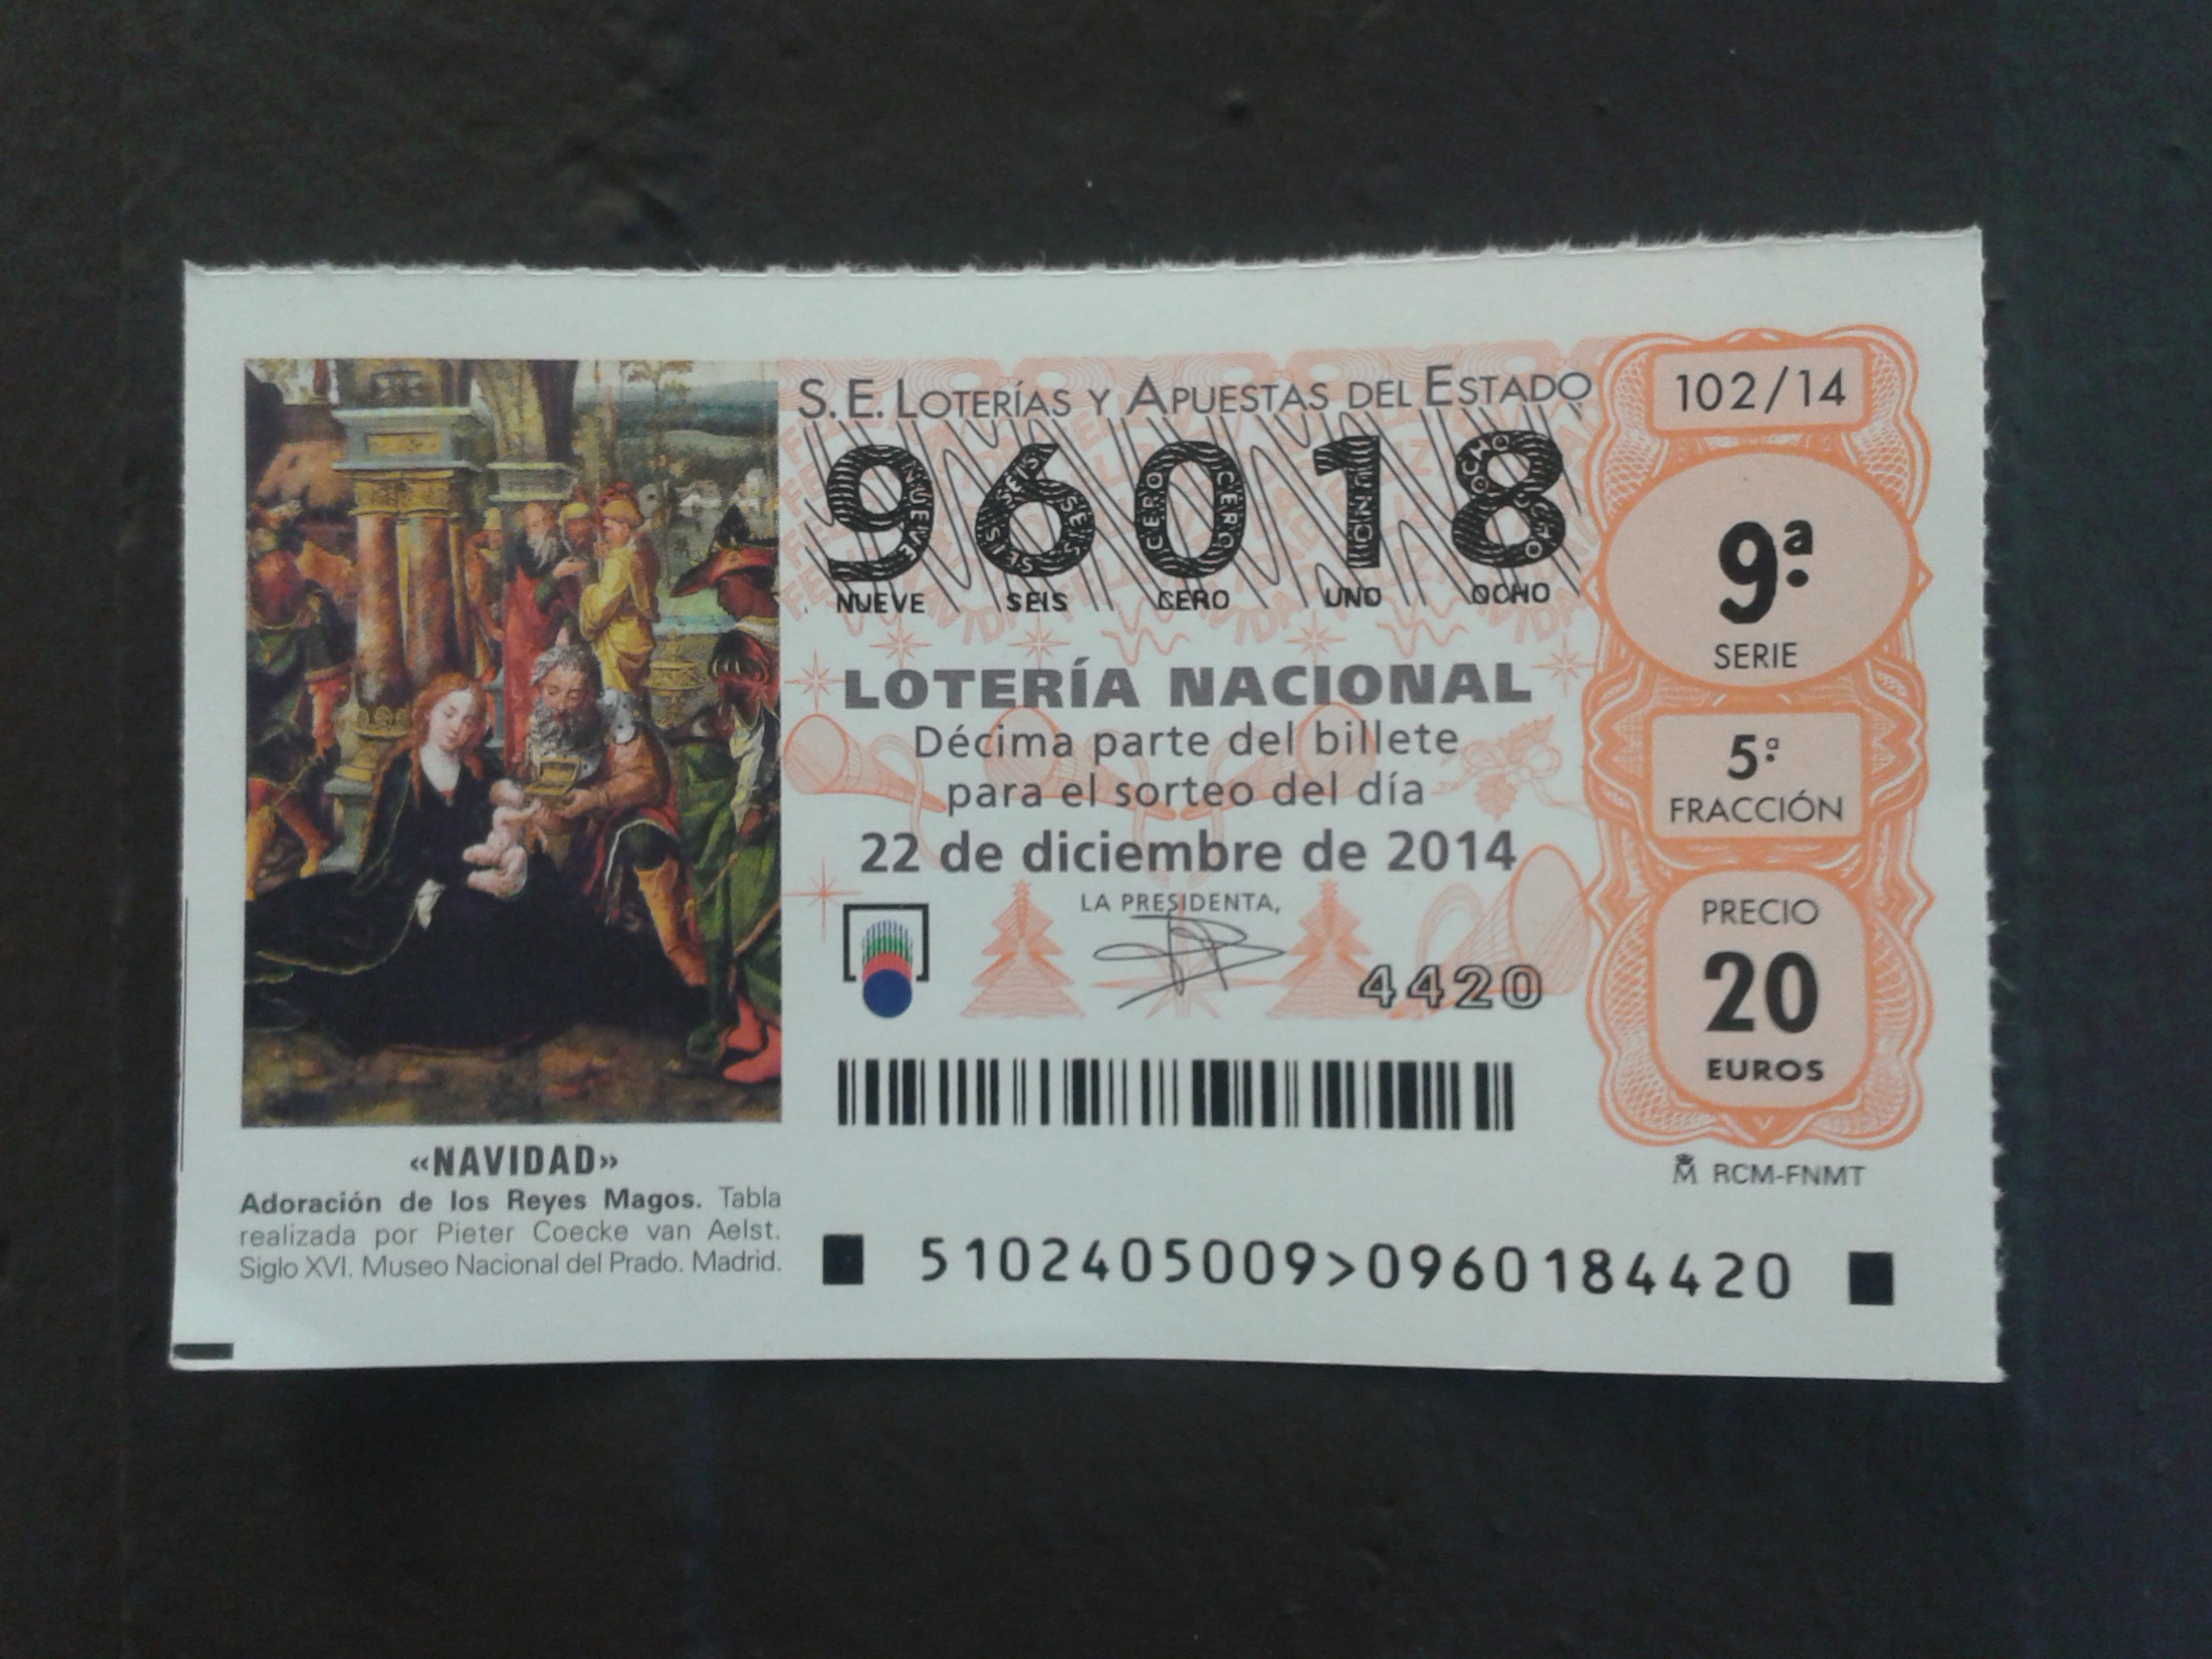 S.E. LOTERÍAS Y APUESTAS DEL ESTADO
96018
NUEVE SEIS CERO UNO OCHO
LOTERÍA NACIONAL
Décima parte del billete
para el sorteo del día
22 de diciembre de 2014
LA PRESIDENTA,
4420
102/14
9ª
SERIE
5ª
FRACCIÓN
PRECIO
20
EUROS
RCM-FNMT
«NAVIDAD»
Adoración de los Reyes Magos. Tabla
realizada por Pieter Coecke van Aelst.
Siglo XVI. Museo Nacional del Prado. Madrid.
5102405009>0960184420